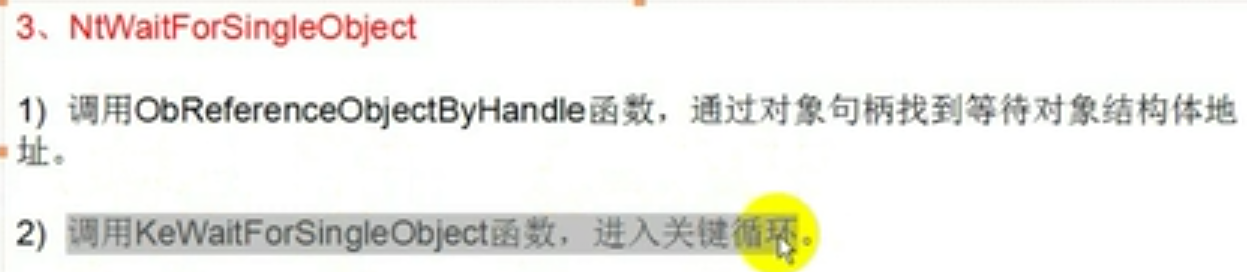 3、NtWaitForSingleObject
1) 调用ObReferenceObjectByHandle函数，通过对象句柄找到等待对象结构体地
址。
2) 调用KeWaitForSingleObject函数，进入关键循环。